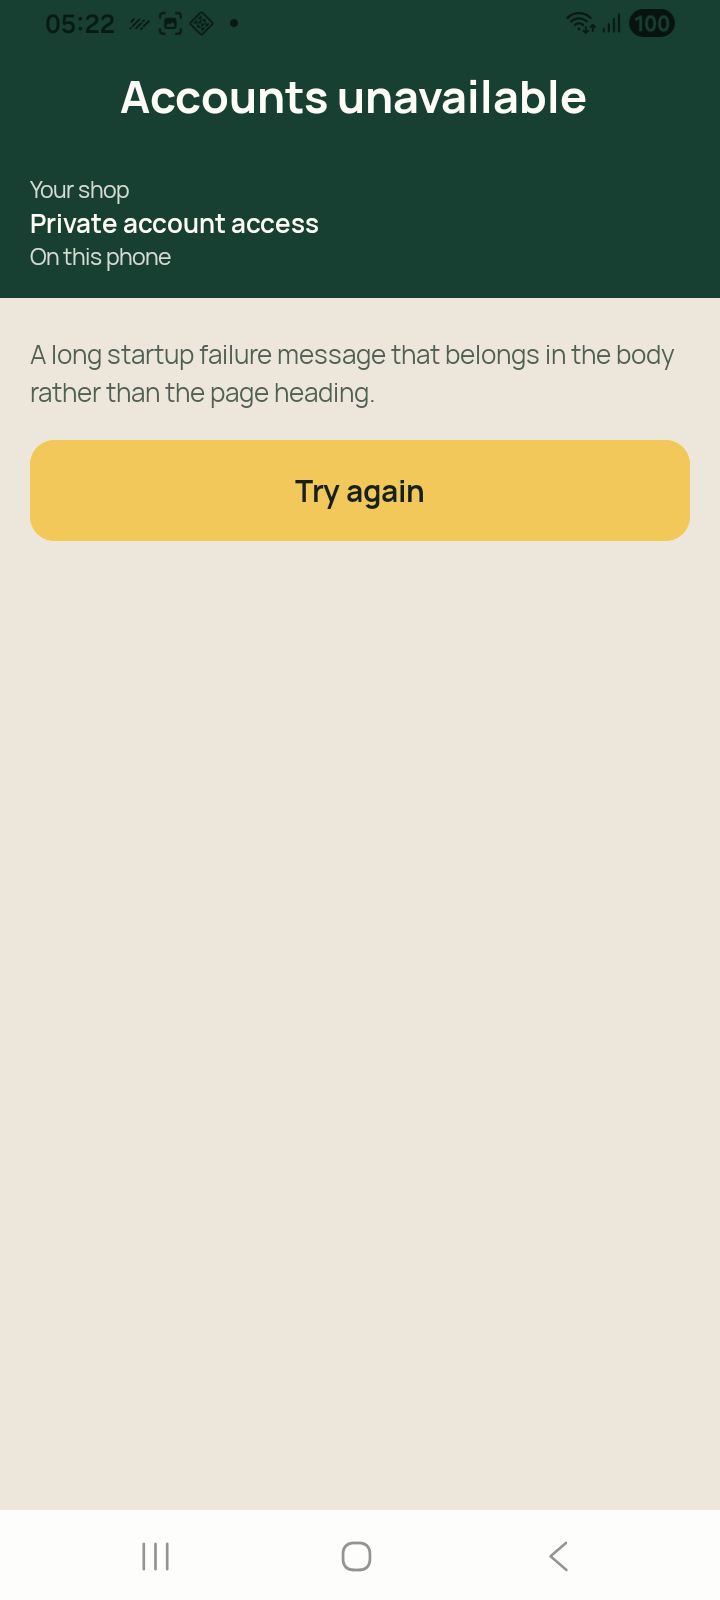 05:22
100
Accounts unavailable
Your shop
Private account access
On this phone
A long startup failure message that belongs in the body
rather than the page heading.
Try again